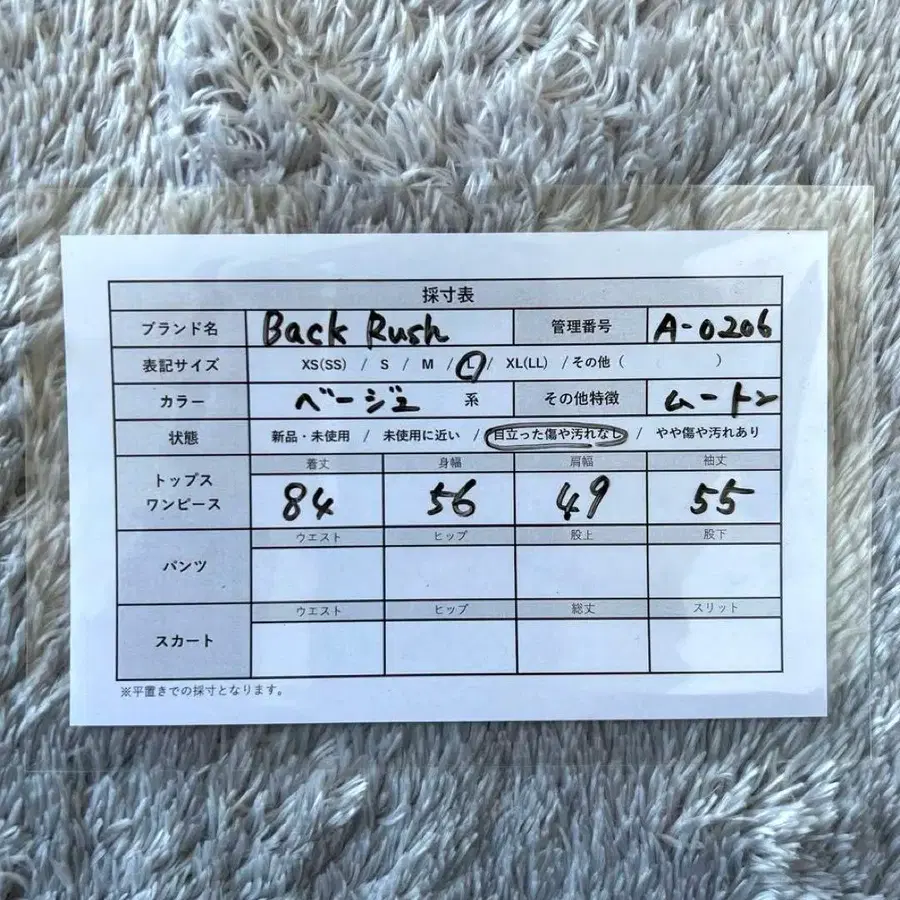 採寸表
ブランド名 Back Rush 管理番号 A-0206
表記サイズ XS(SS) / S / M / L / XL(LL) / その他 ( )
カラー ベージュ 系 その他特徴 ムートン
状態 新品・未使用 / 未使用に近い / 目立った傷や汚れなし / やや傷や汚れあり
着丈 身幅 肩幅 袖丈
トップス
ワンピース
84 56 49 55
ウエスト ヒップ 股上 股下
パンツ
ウエスト ヒップ 総丈 スリット
スカート
※平置きでの採寸となります。